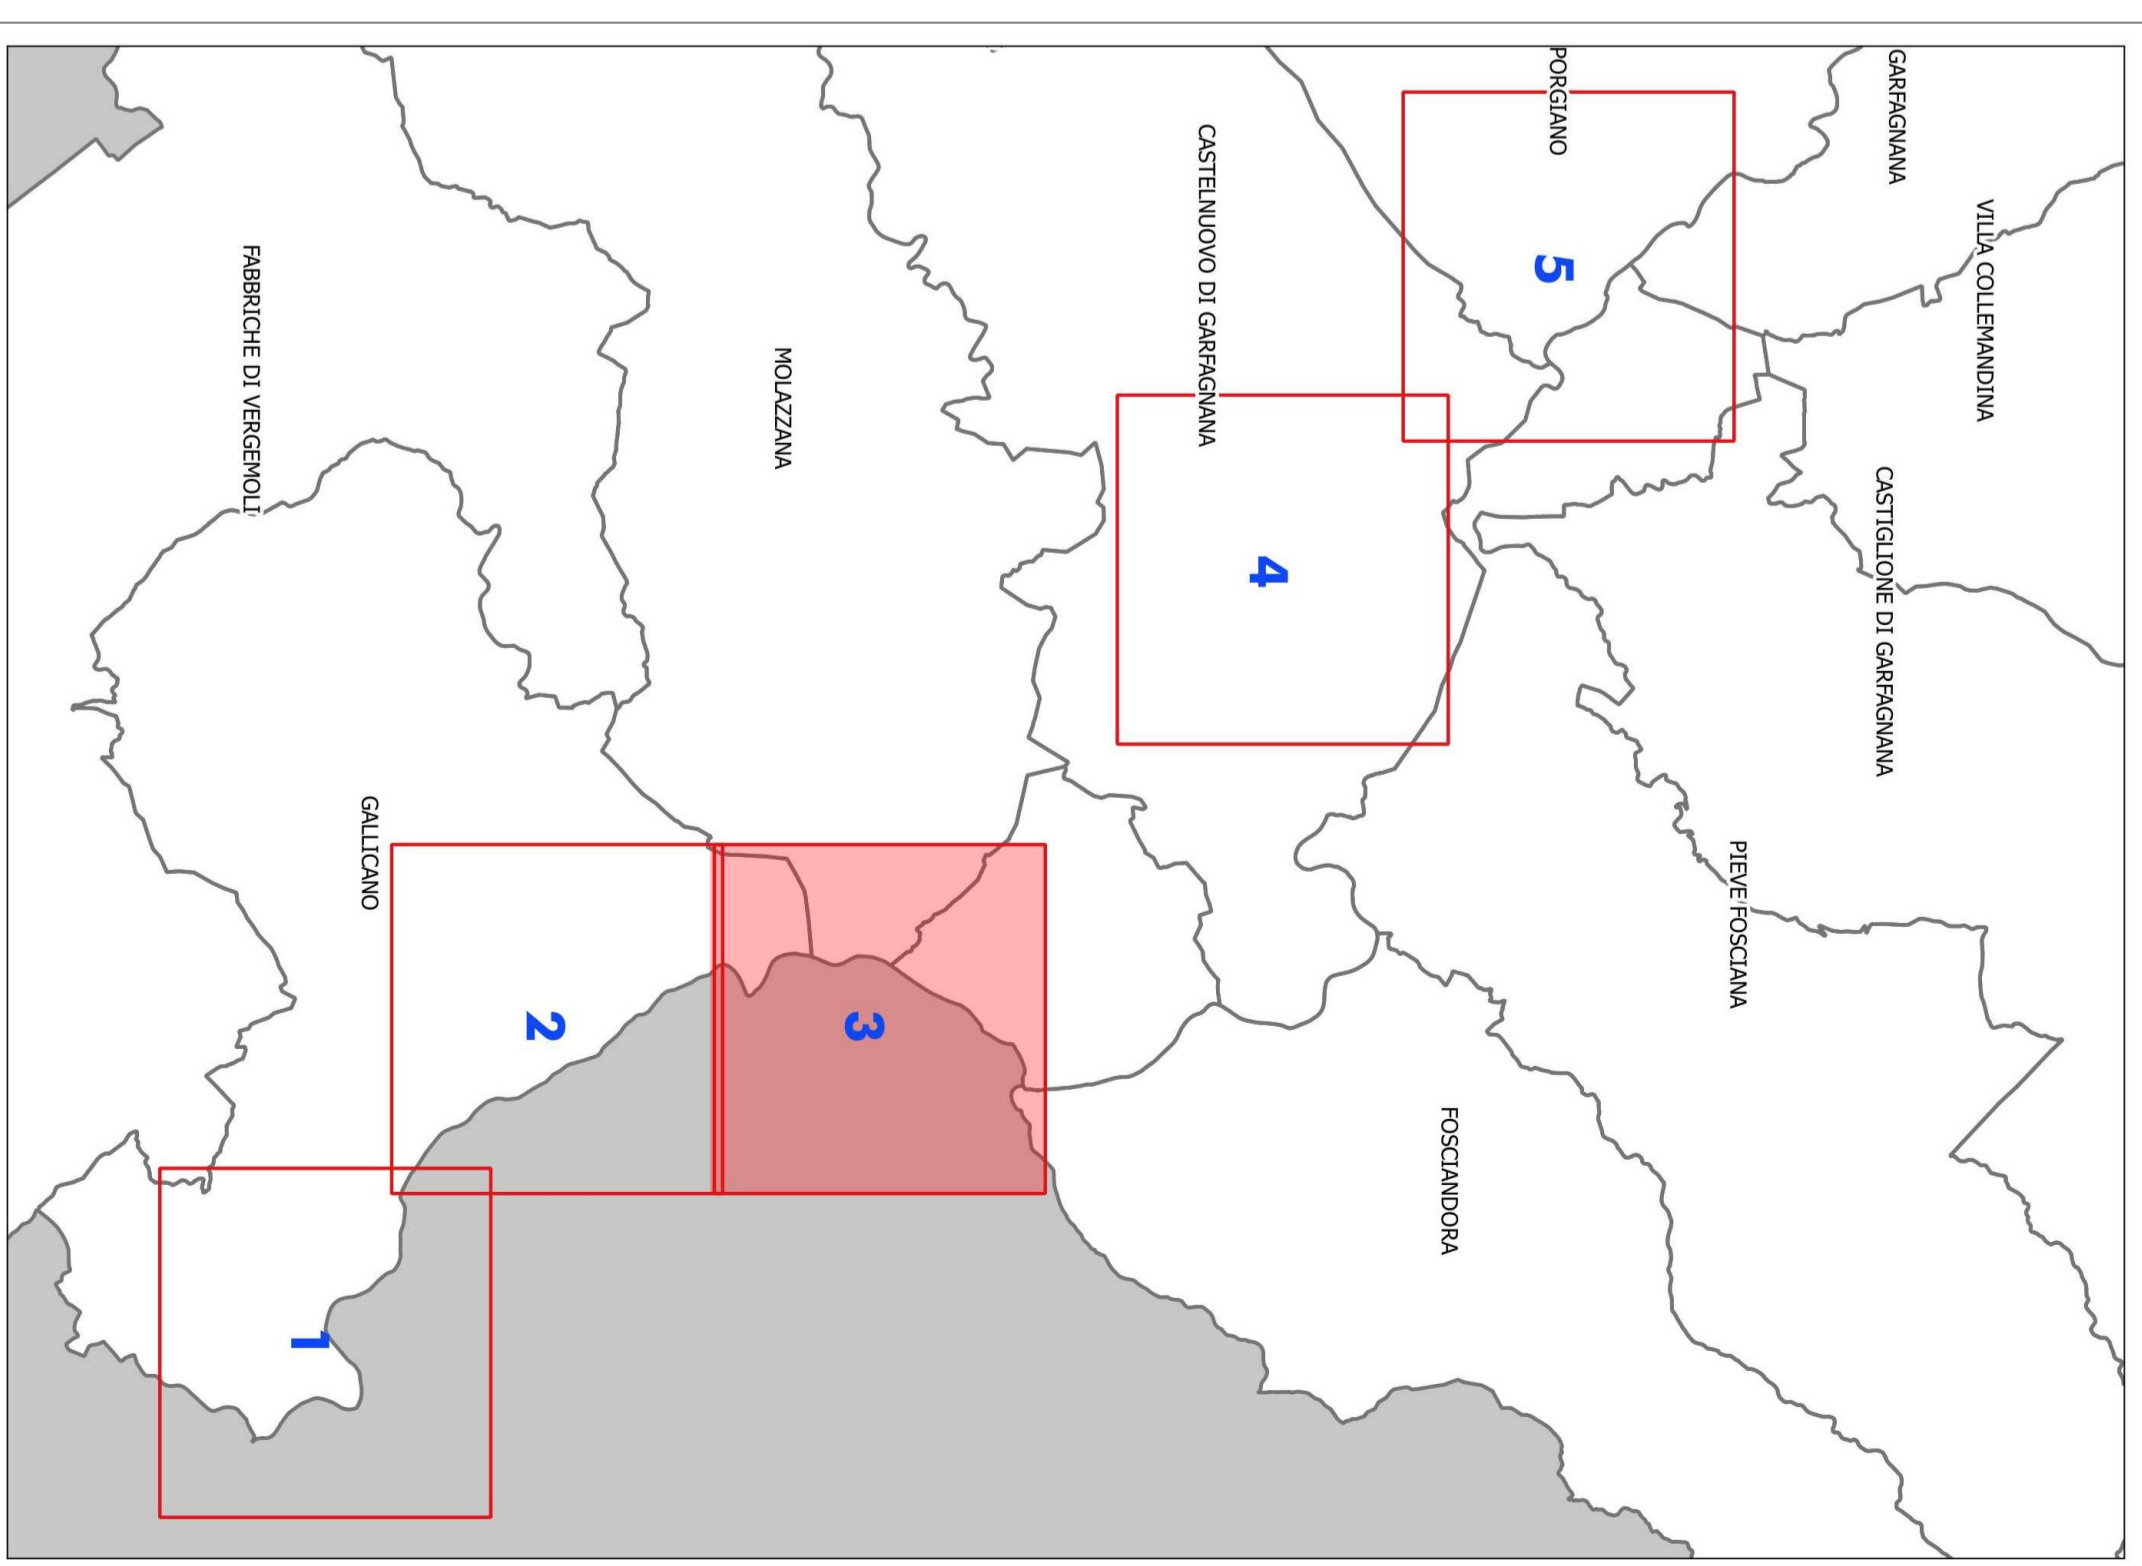 GARFAGNANA
VILLA COLLEMANDINA
CASTIGLIONE DI GARFAGNANA
PORGIANO
5
PIEVE FOSCIANA
CASTELNUOVO DI GARFAGNANA
4
FOSCIANDORA
MOLAZZANA
3
2
GALLICANO
FABBRICHE DI VERGEMOLI
1